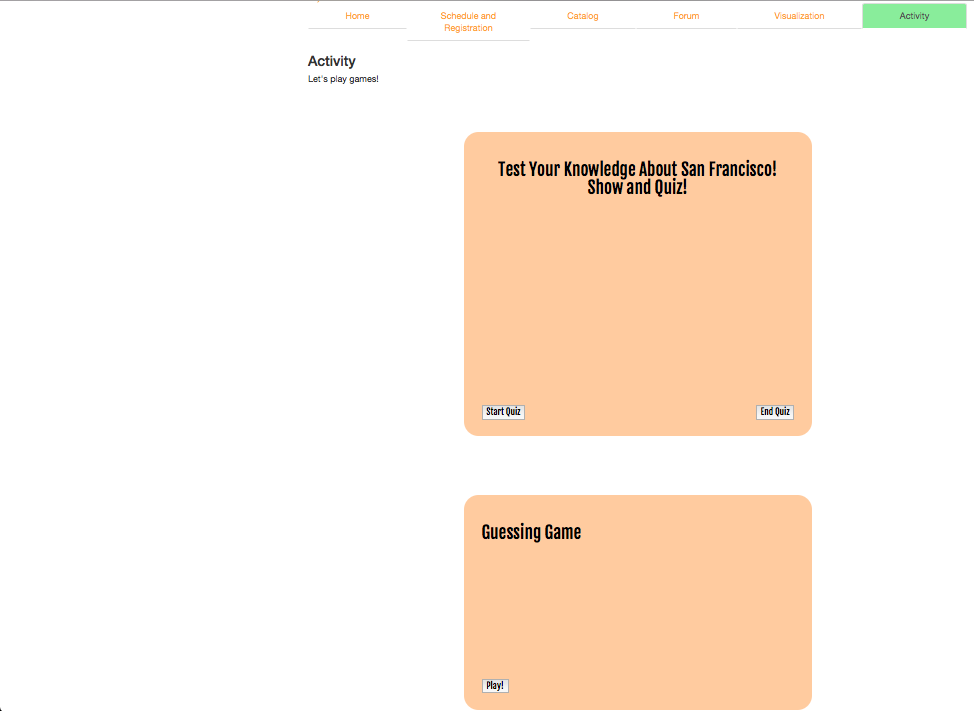 Home
Schedule and
Registration
Catalog
Forum
Visualization
Activity
Activity
Let's play games!
Test Your Knowledge About San Francisco!
Show and Quiz!
Start Quiz
End Quiz
Guessing Game
Play!